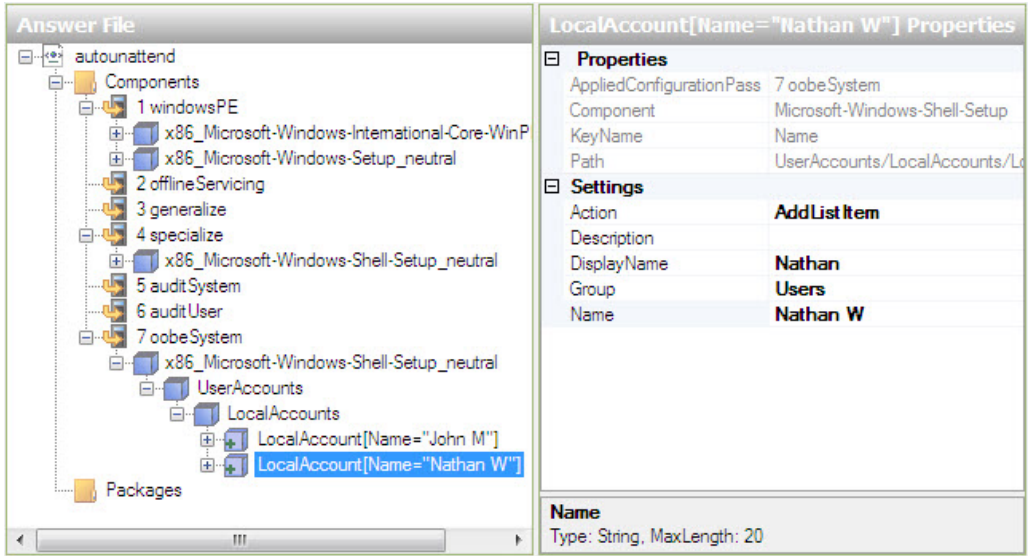 Answer File
autounattend
Components
1 windowsPE
x86_Microsoft-Windows-International-Core-WinP
x86_Microsoft-Windows-Setup_neutral
2 offlineServicing
3 generalize
4 specialize
x86_Microsoft-Windows-Shell-Setup_neutral
5 auditSystem
6 auditUser
7 oobeSystem
x86_Microsoft-Windows-Shell-Setup_neutral
UserAccounts
LocalAccounts
LocalAccount[Name="John M"]
LocalAccount[Name="Nathan W"]
Packages
LocalAccount[Name="Nathan W"] Properties
Properties
AppliedConfigurationPass 7 oobeSystem
Component Microsoft-Windows-Shell-Setup
KeyName Name
Path UserAccounts/LocalAccounts/Lo
Settings
Action AddListItem
Description
DisplayName Nathan
Group Users
Name Nathan W
Name
Type: String, MaxLength: 20